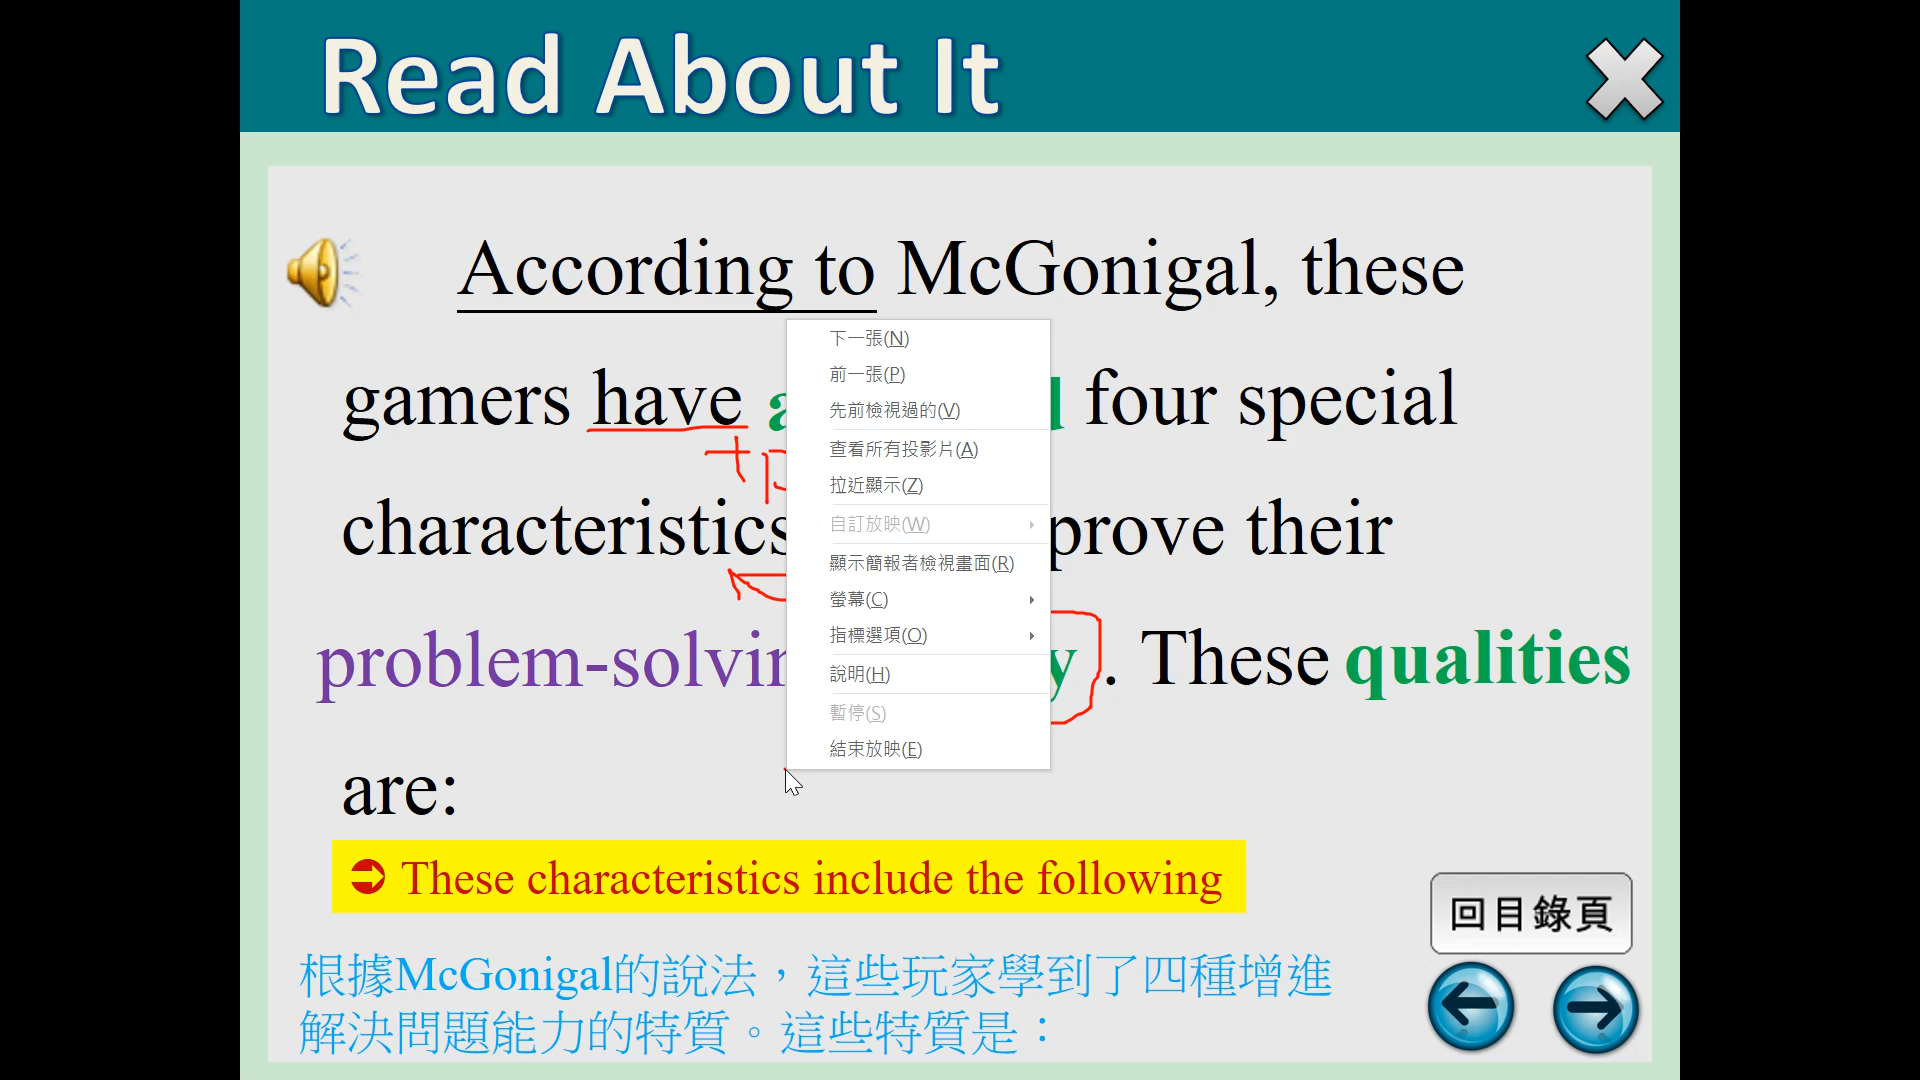 Read About It
According to McGonigal, these
gamers have four special
characteristics prove their
problem-solvin y. These qualities
are:
These characteristics include the following
根據McGonigal的說法，這些玩家學到了四種增進
解決問題能力的特質。這些特質是：
回目錄頁
下一張(N)
前一張(P)
先前檢視過的(V)
查看所有投影片(A)
拉近顯示(Z)
自訂放映(W)
顯示簡報者檢視畫面(R)
螢幕(C)
指標選項(O)
說明(H)
暫停(S)
結束放映(E)